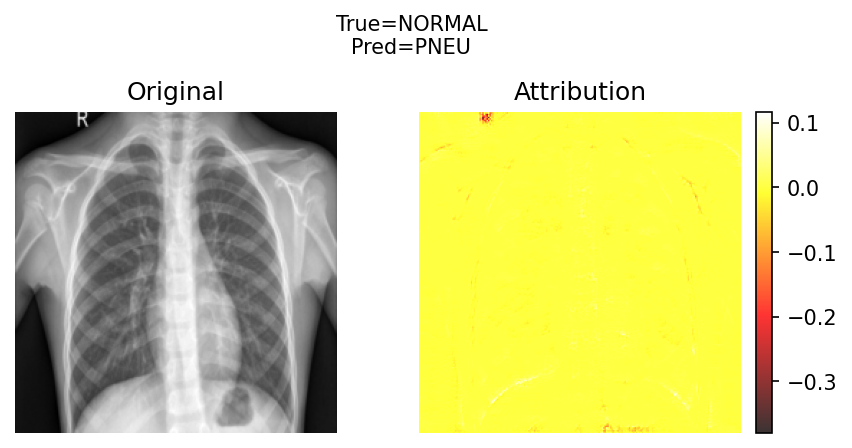 True=NORMAL
Pred=PNEU
Original
Attribution
R
0.1
0.0
−0.1
−0.2
−0.3